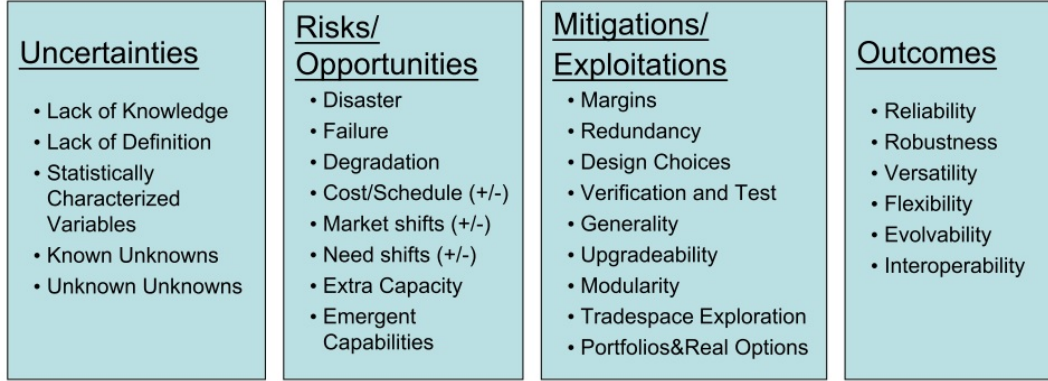 Uncertainties
• Lack of Knowledge
• Lack of Definition
• Statistically
Characterized
Variables
• Known Unknowns
• Unknown Unknowns
Risks/
Opportunities
• Disaster
• Failure
• Degradation
• Cost/Schedule (+/-)
• Market shifts (+/-)
• Need shifts (+/-)
• Extra Capacity
• Emergent
Capabilities
Mitigations/
Exploitations
• Margins
• Redundancy
• Design Choices
• Verification and Test
• Generality
• Upgradeability
• Modularity
• Tradespace Exploration
• Portfolios&Real Options
Outcomes
• Reliability
• Robustness
• Versatility
• Flexibility
• Evolvability
• Interoperability